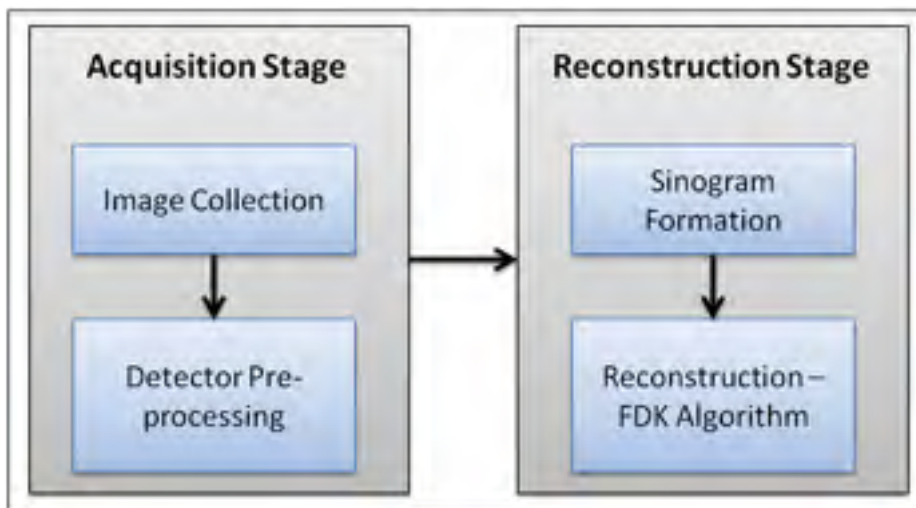 Acquisition Stage
Image Collection
Detector Pre-
processing
Reconstruction Stage
Sinogram
Formation
Reconstruction –
FDK Algorithm